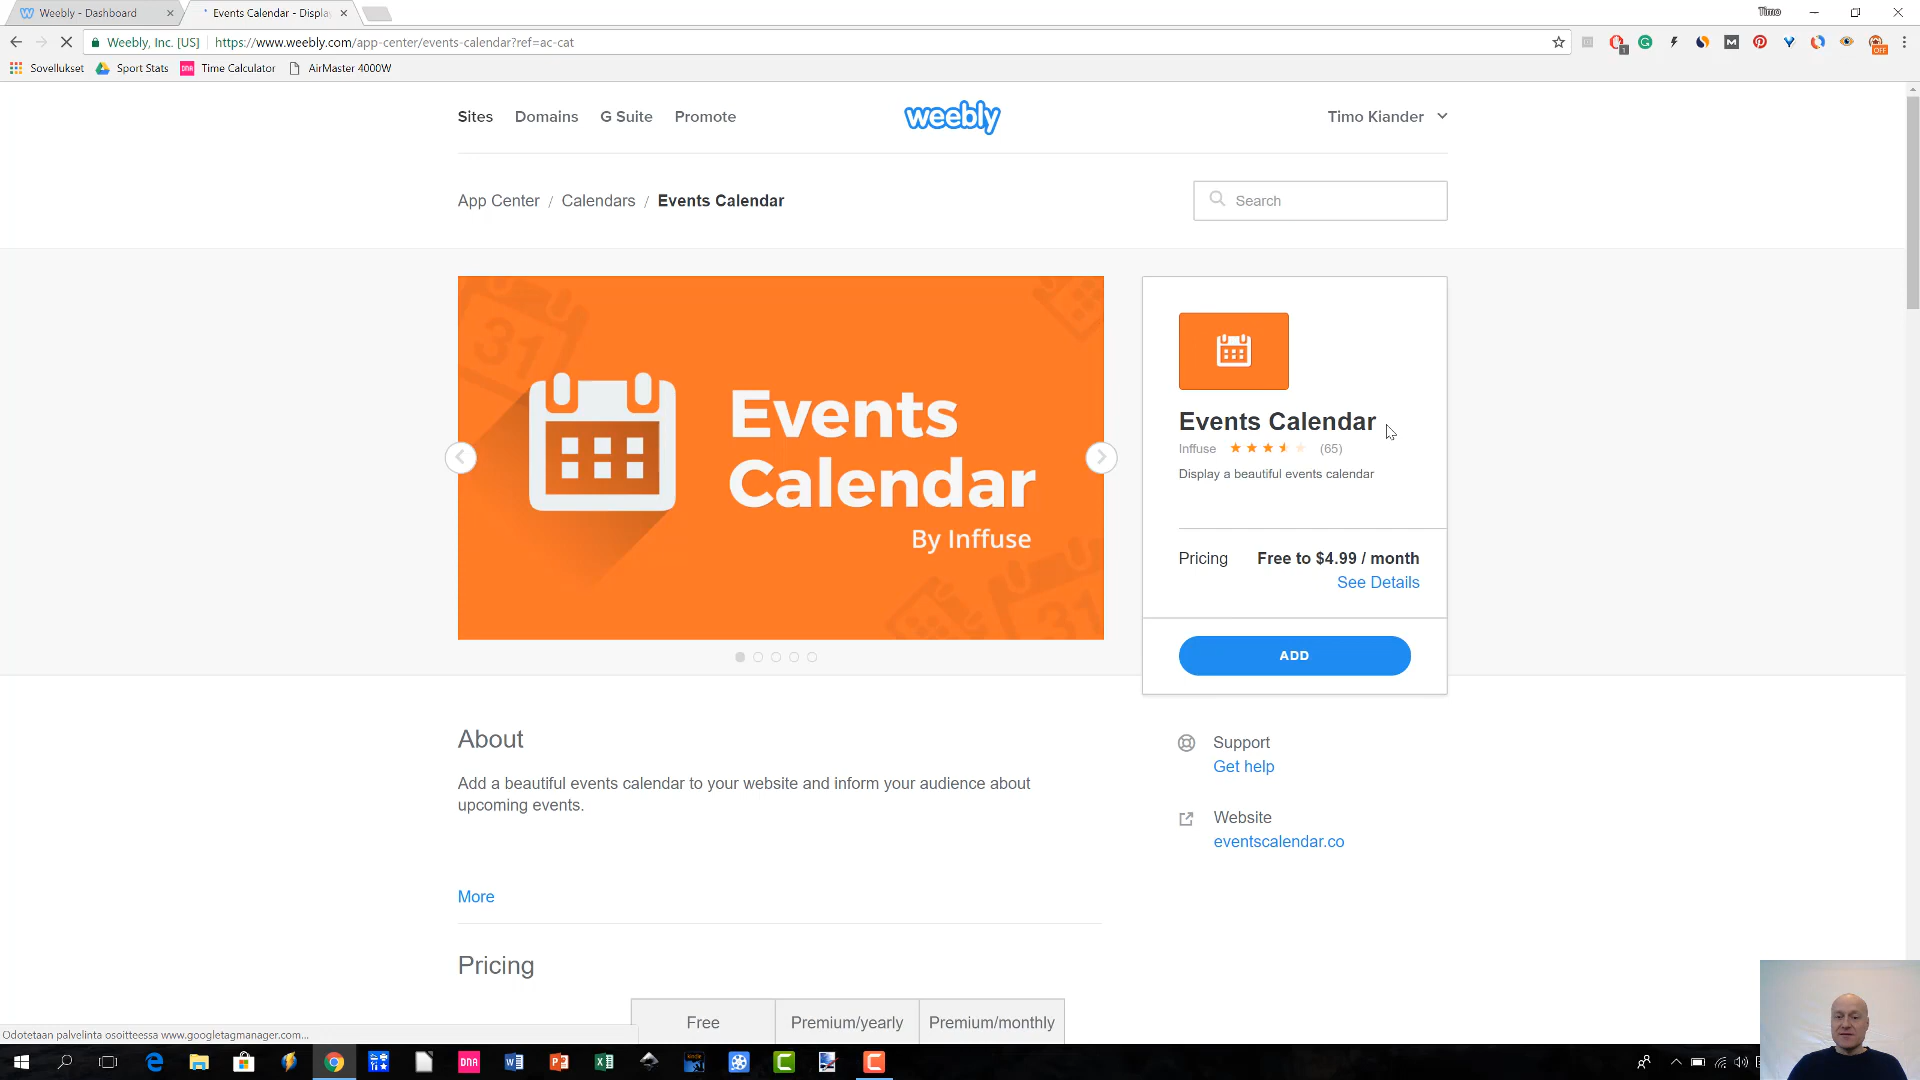 Weebly - Dashboard
Events Calendar - Displa
Timo
Weebly, Inc. [US]
https://www.weebly.com/app-center/events-calendar?ref=ac-cat
Sovellukset
Sport Stats
Time Calculator
AirMaster 4000W
Sites
Domains
G Suite
Promote
weebly
Timo Kiander
App Center / Calendars / Events Calendar
Search
Events
Calendar
By Inffuse
Events Calendar
Inffuse
(65)
Display a beautiful events calendar
Pricing
Free to $4.99 / month
See Details
ADD
About
Add a beautiful events calendar to your website and inform your audience about
upcoming events.
More
Support
Get help
Website
eventscalendar.co
Pricing
Free
Premium/yearly
Premium/monthly
Odotetaan palvelinta osoitteessa www.googletagmanager.com...